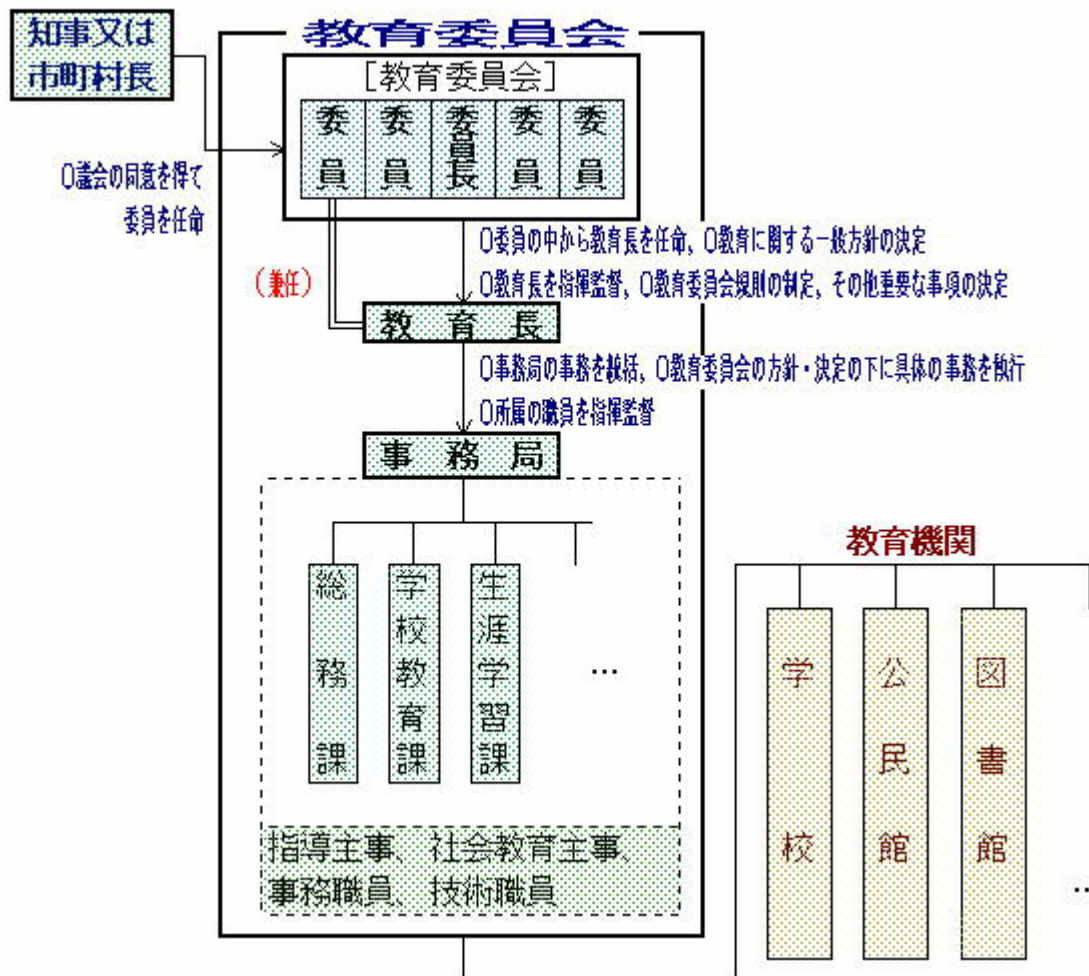 知事又は
市町村長
教育委員会
[教育委員会]
委員
委員
委員長
委員
委員
〇議会の同意を得て
委員を任命
〇委員の中から教育長を任命，〇教育に関する一般方針の決定
〇教育長を指揮監督，〇教育委員会規則の制定，その他重要な事項の決定
（兼任）
教育長
〇事務局の事務を統括，〇教育委員会の方針・決定の下に具体の事務を執行
〇所属の職員を指揮監督
事務局
総務課
学校教育課
生涯学習課
…
指導主事、社会教育主事、
事務職員、技術職員
教育機関
学校
公民館
図書館
…